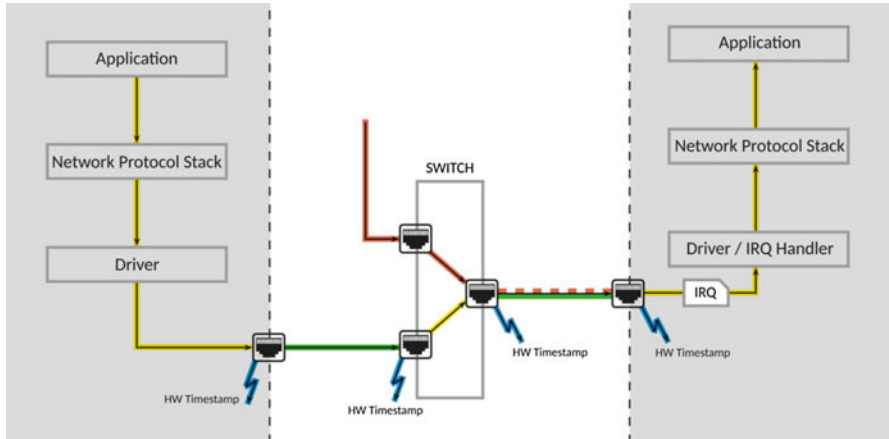 Application
Network Protocol Stack
Driver
HW Timestamp
SWITCH
HW Timestamp
HW Timestamp
Application
Network Protocol Stack
Driver / IRQ Handler
IRQ
HW Timestamp